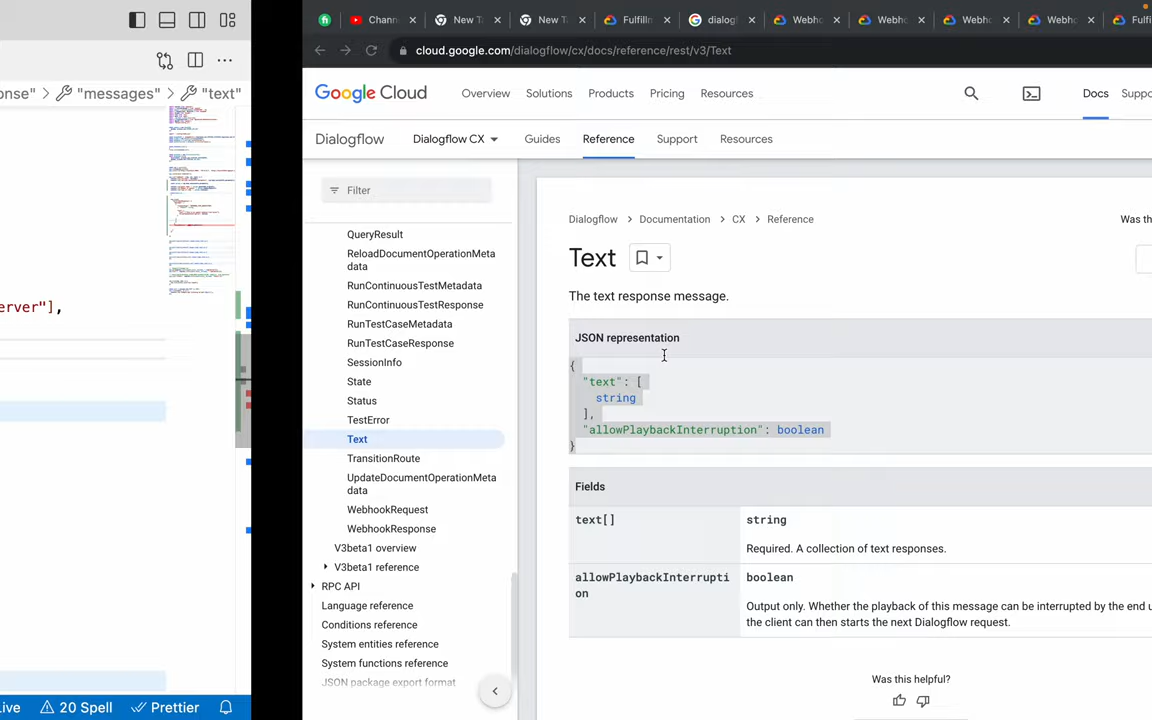 Chann
New T
New T
Fulfillm
dialog
Webho
Webho
Webho
Webho
Fulfi
cloud.google.com/dialogflow/cx/docs/reference/rest/v3/Text
onse" > "messages" > "text"
Google Cloud
Overview
Solutions
Products
Pricing
Resources
Docs
Suppo
Dialogflow
Dialogflow CX
Guides
Reference
Support
Resources
Filter
QueryResult
ReloadDocumentOperationMeta
data
RunContinuousTestMetadata
RunContinuousTestResponse
RunTestCaseMetadata
RunTestCaseResponse
SessionInfo
State
Status
TestError
Text
TransitionRoute
UpdateDocumentOperationMeta
data
WebhookRequest
WebhookResponse
V3beta1 overview
V3beta1 reference
RPC API
Language reference
Conditions reference
System entities reference
System functions reference
JSON package export format
Dialogflow > Documentation > CX > Reference
Was th
Text
The text response message.
JSON representation
{
"text": [
string
],
"allowPlaybackInterruption": boolean
}
Fields
text[]
string
Required. A collection of text responses.
allowPlaybackInterrupti
on
boolean
Output only. Whether the playback of this message can be interrupted by the end u
the client can then starts the next Dialogflow request.
Was this helpful?
erver"],
Live
20 Spell
Prettier